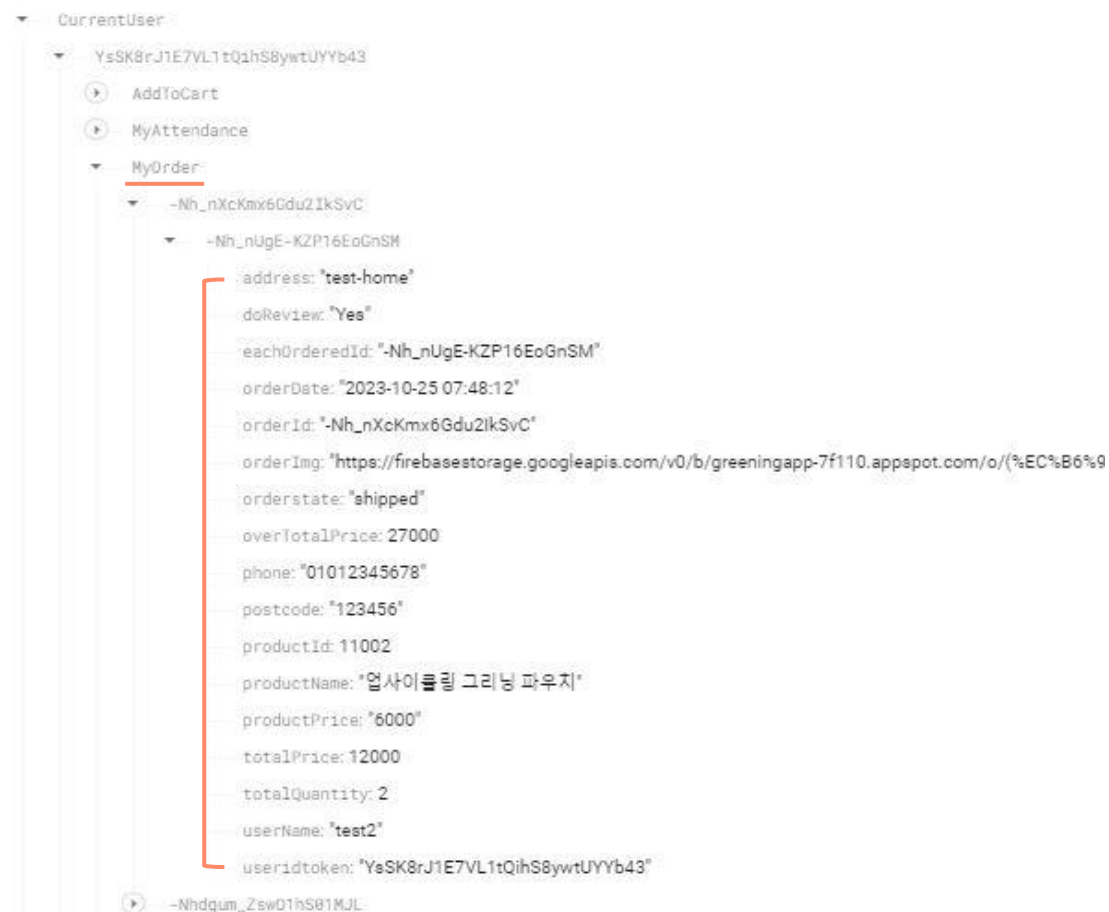 CurrentUser
YsSK8rJ1E7VL1tQihS8ywtUYYb43
AddToCart
MyAttendance
MyOrder
-Nh_nXcKmx6Gdu2IkSvC
-Nh_nUgE-KZP16EoGnSM
address: "test-home"
doReview: "Yes"
eachOrderedId: "-Nh_nUgE-KZP16EoGnSM"
orderDate: "2023-10-25 07:48:12"
orderId: "-Nh_nXcKmx6Gdu2IkSvC"
orderImg: "https://firebasestorage.googleapis.com/v0/b/greeningapp-7f110.appspot.com/o/(%EC%B6%9
orderstate: "shipped"
overTotalPrice: 27000
phone: "01012345678"
postcode: "123456"
productId: 11002
productName: "업사이클링 그리닝 파우치"
productPrice: "6000"
totalPrice: 12000
totalQuantity: 2
userName: "test2"
useridtoken: "YsSK8rJ1E7VL1tQihS8ywtUYYb43"
-Nhdgum_ZswO1hS01MJL